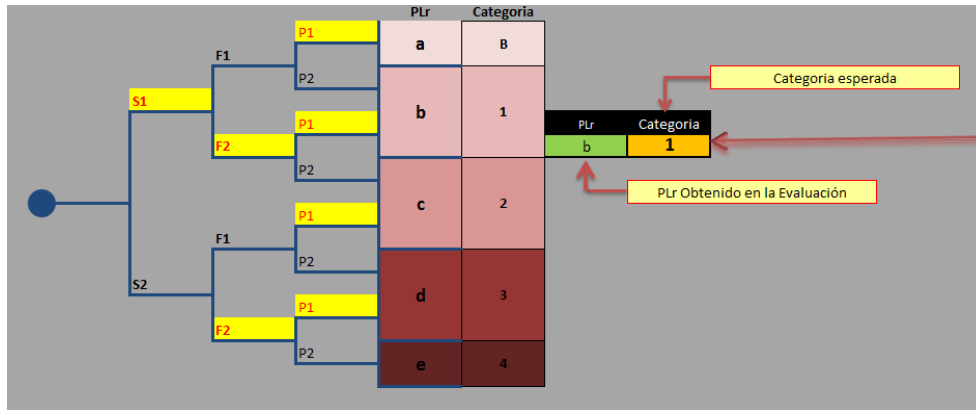 PLr Categoria
P1
a B
F1
P2
S1
P1
b 1
F2
P2
P1
c 2
F1
P2
S2
P1
d 3
F2
P2
e 4
Categoria esperada
PLr Categoria
b 1
PLr Obtenido en la Evaluación